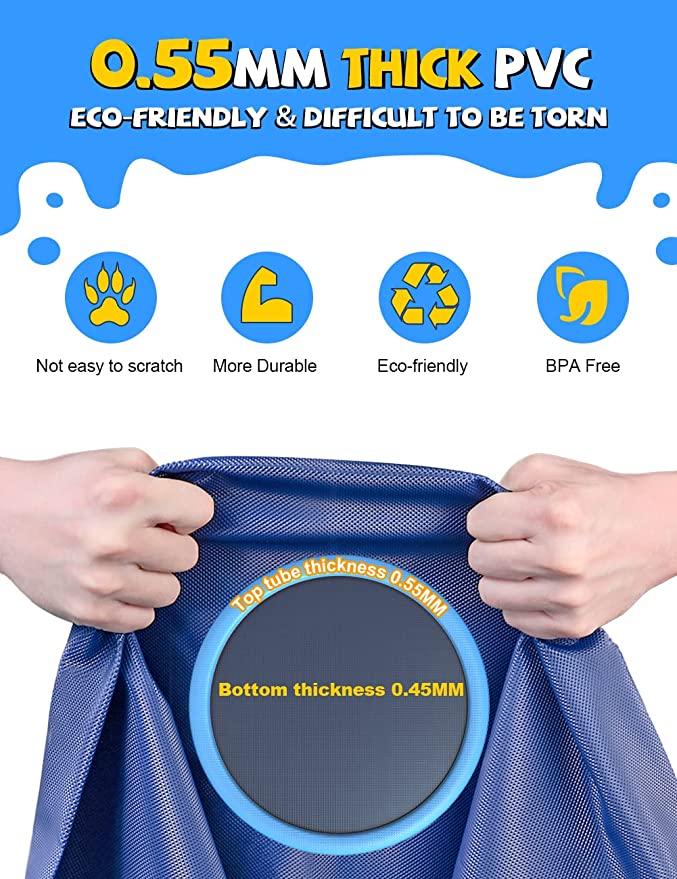 0.55MM THICK PVC
ECO-FRIENDLY & DIFFICULT TO BE TORN
Not easy to scratch
More Durable
Eco-friendly
BPA Free
Top tube thickness 0.55MM
Bottom thickness 0.45MM